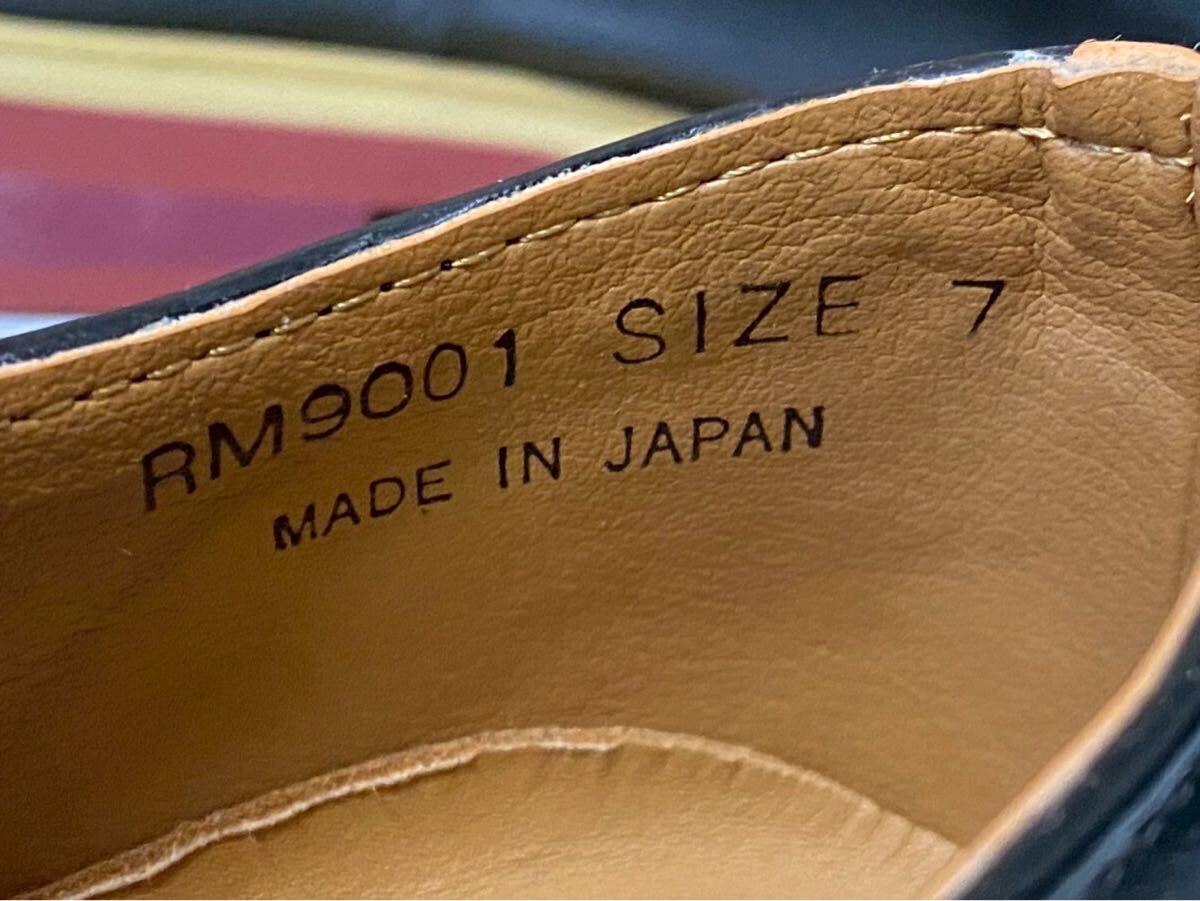 RM9001 SIZE 7
MADE IN JAPAN